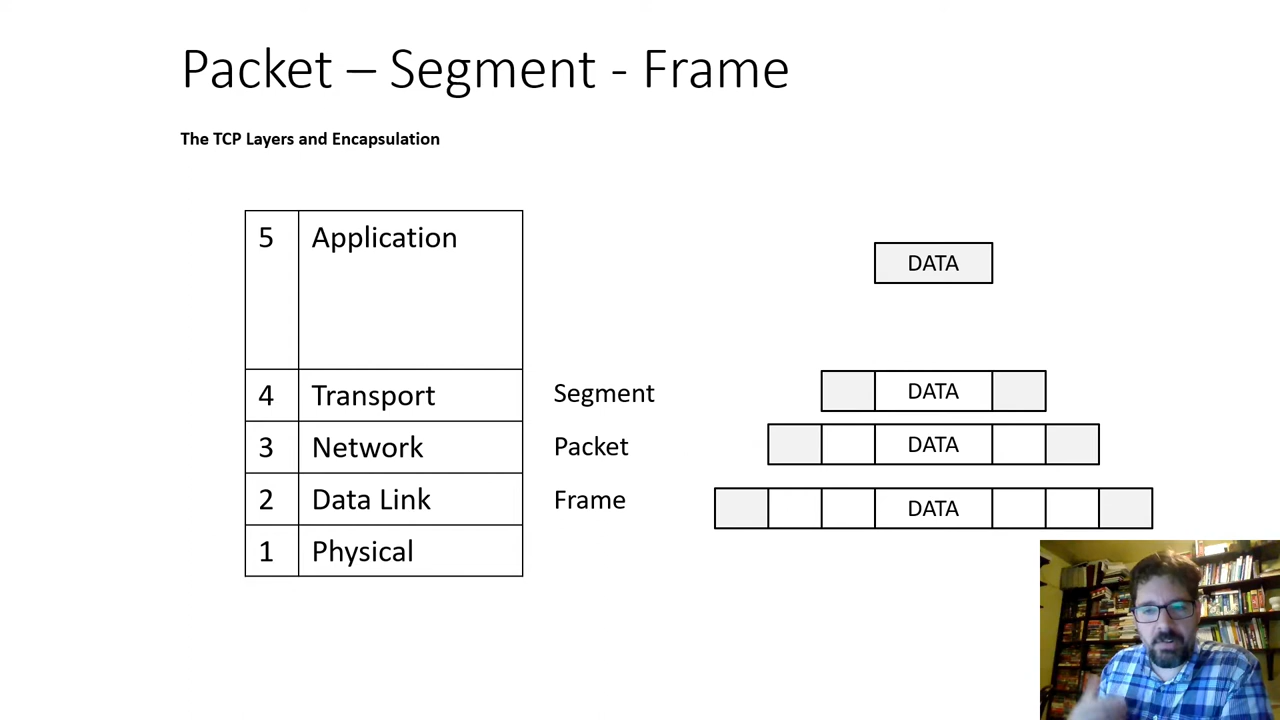 Packet – Segment - Frame
The TCP Layers and Encapsulation
5 Application
DATA
4 Transport Segment DATA
3 Network Packet DATA
2 Data Link Frame DATA
1 Physical